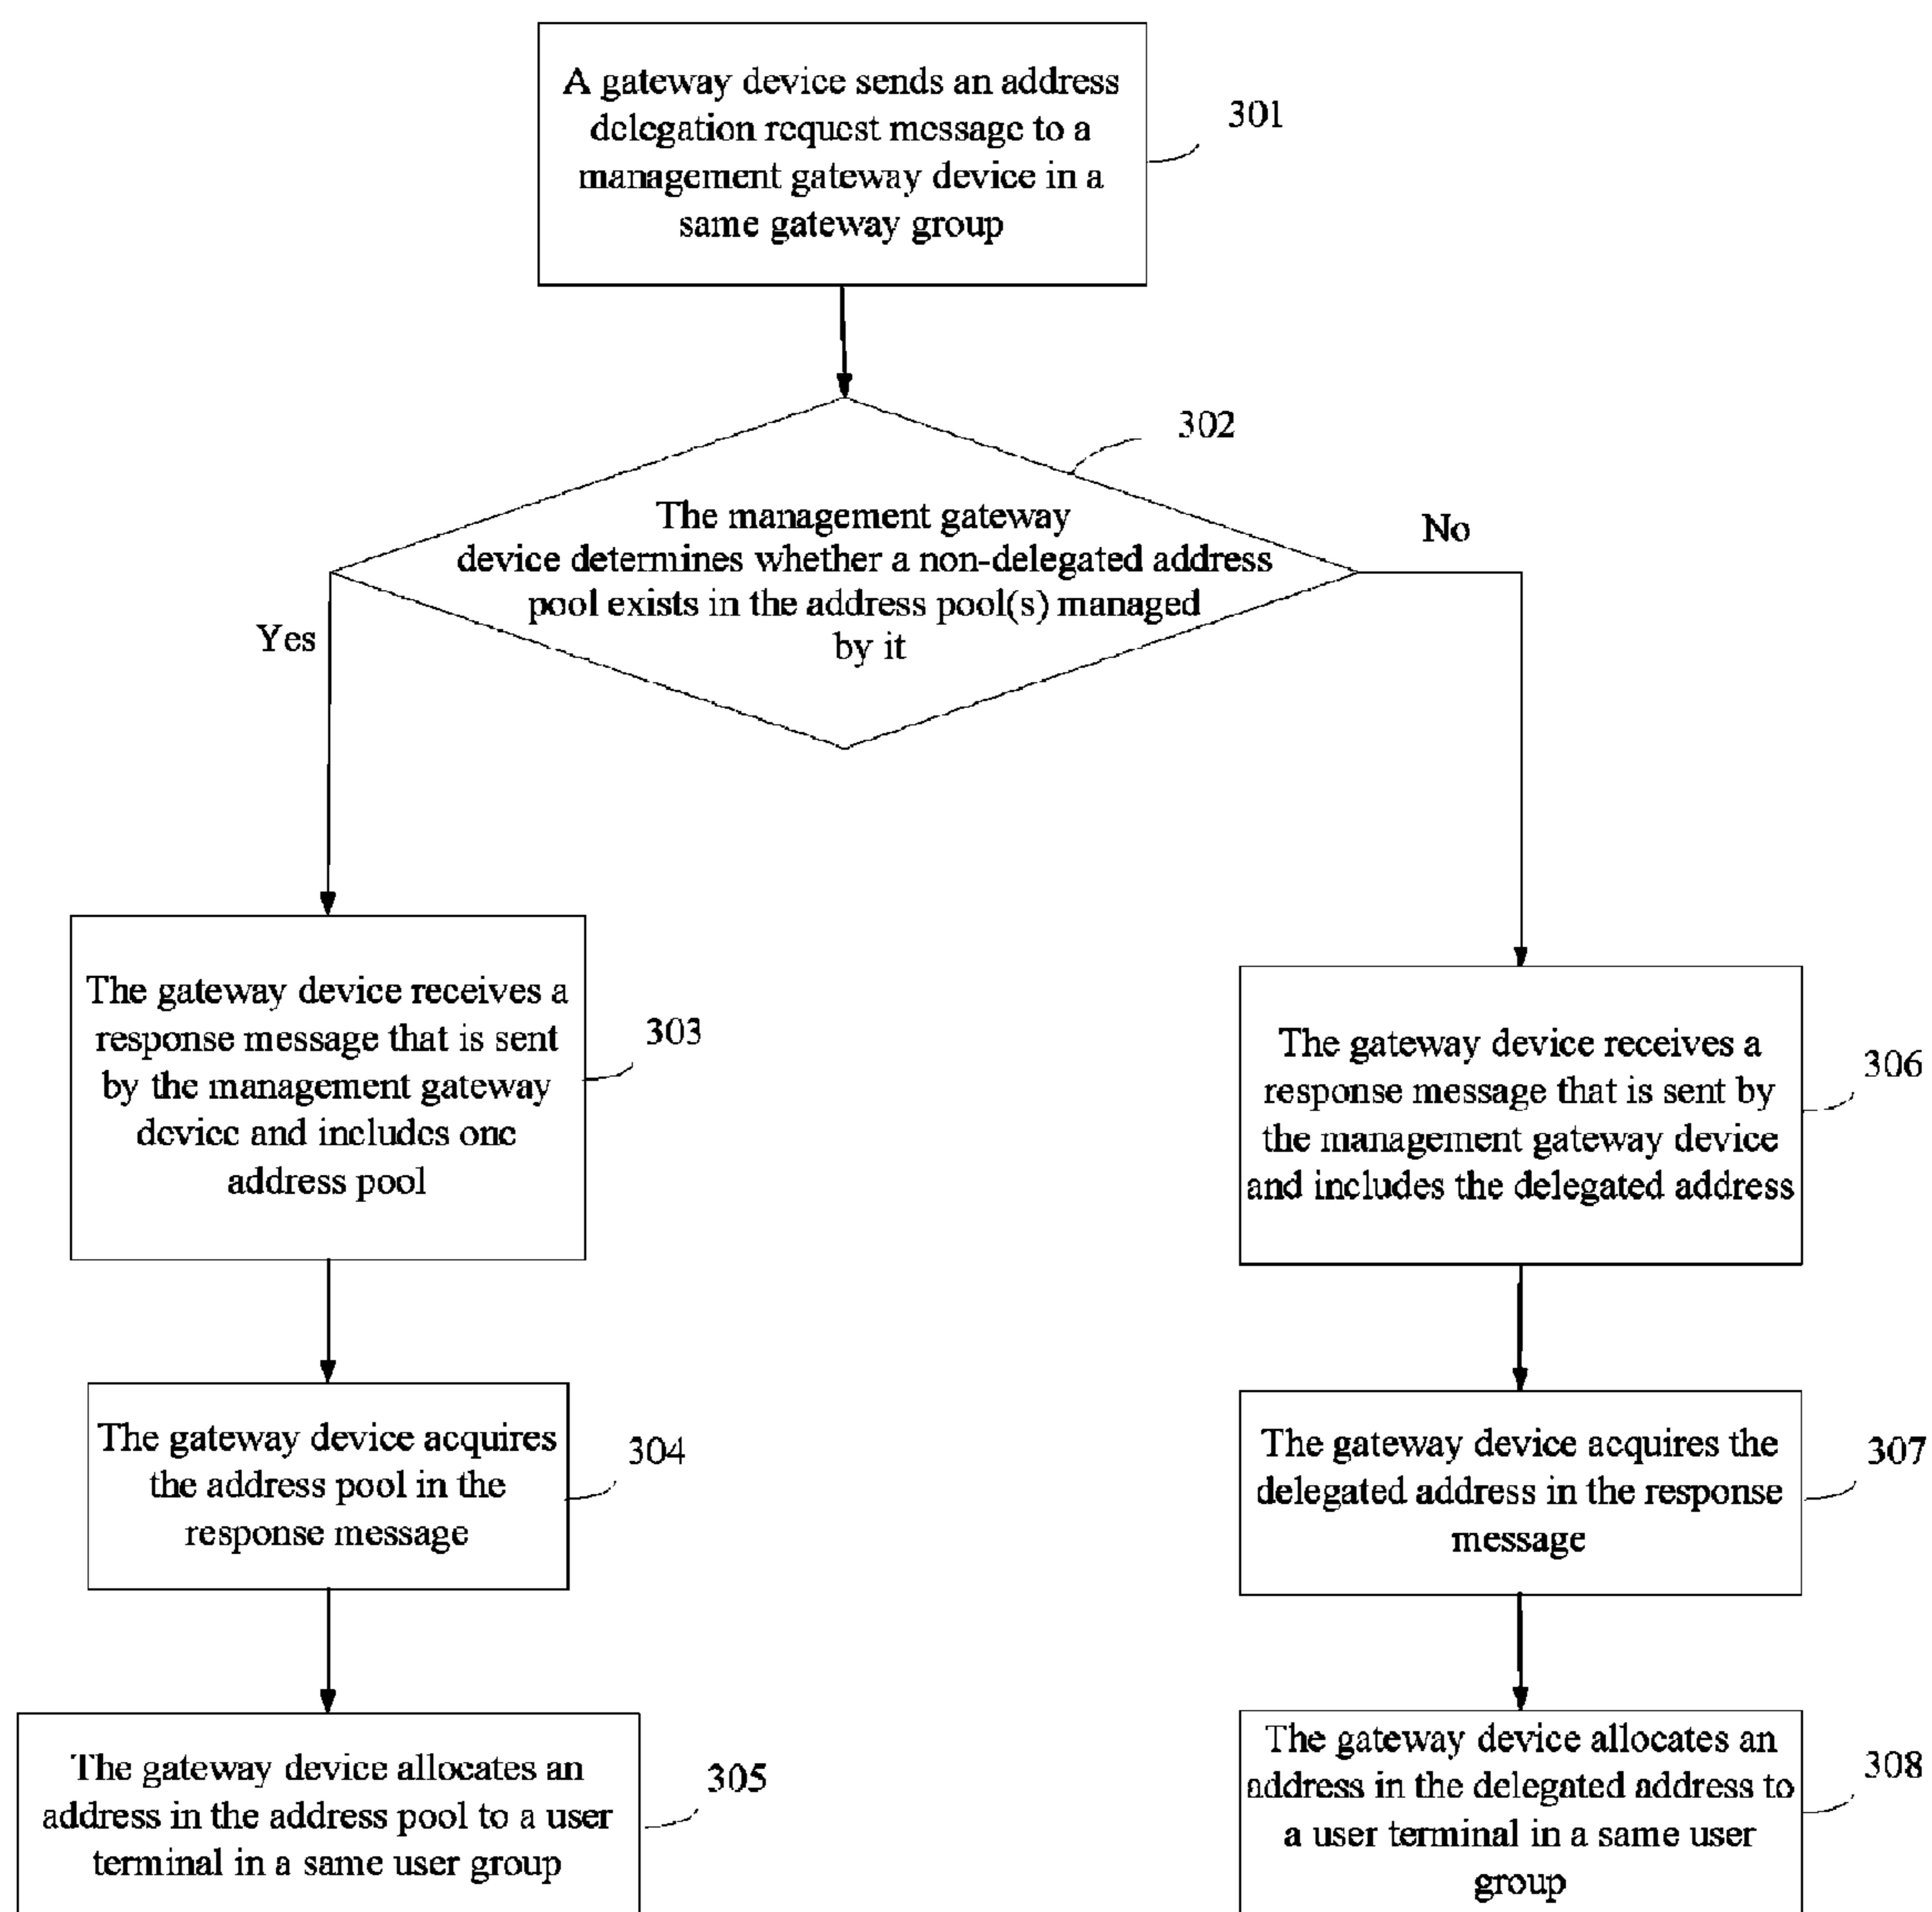 A gateway device sends an address
delegation request message to a
management gateway device in a
same gateway group
301
302
The management gateway
device determines whether a non-delegated address
pool exists in the address pool(s) managed
by it
No
Yes
The gateway device receives a
response message that is sent
by the management gateway
device and includes one
address pool
303
The gateway device receives a
response message that is sent by
the management gateway device
and includes the delegated address
306
The gateway device acquires
the address pool in the
response message
304
The gateway device acquires the
delegated address in the response
message
307
The gateway device allocates an
address in the address pool to a user
terminal in a same user group
305
The gateway device allocates an
address in the delegated address to
a user terminal in a same user
group
308